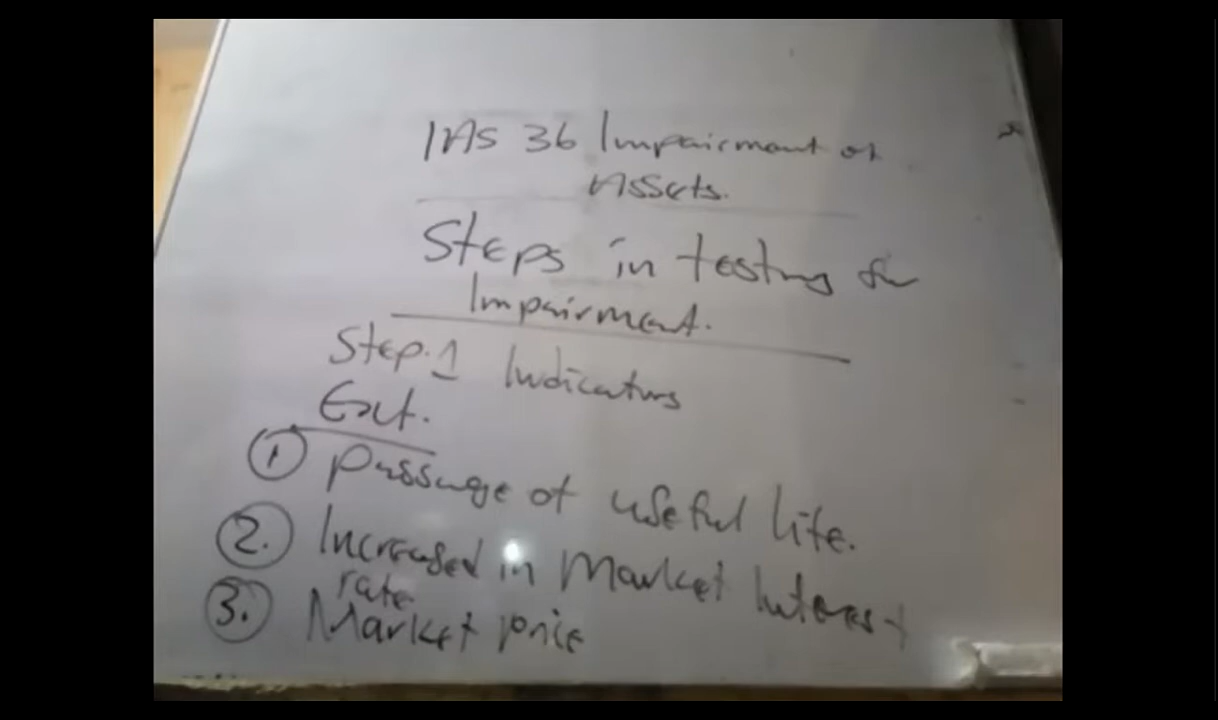 IAS 36 Impairment of
Assets.
Steps in testing for
Impairment.
Step.1 Indicators
Ext.
① passage of useful life.
②. Increased in Market Interest
rate
③. Market price